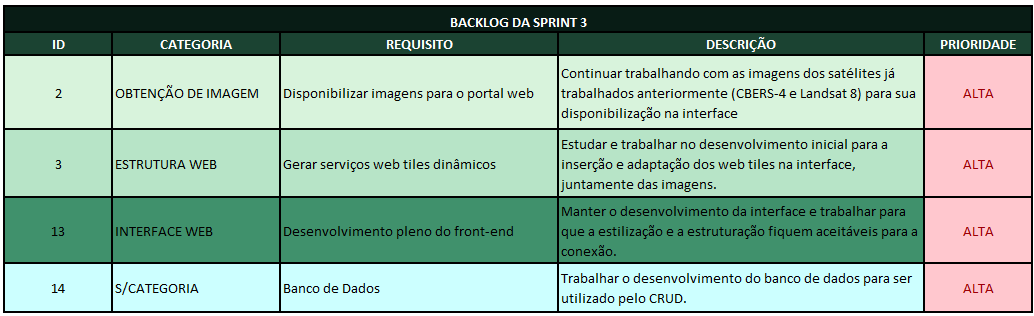 BACKLOG DA SPRINT 3
ID CATEGORIA REQUISITO DESCRIÇÃO PRIORIDADE
2 OBTENÇÃO DE IMAGEM Disponibilizar imagens para o portal web Continuar trabalhando com as imagens dos satélites já
trabalhados anteriormente (CBERS-4 e Landsat 8) para sua
disponibilização na interface ALTA
3 ESTRUTURA WEB Gerar serviços web tiles dinâmicos Estudar e trabalhar no desenvolvimento inicial para a
inserção e adaptação dos web tiles na interface,
juntamente das imagens. ALTA
13 INTERFACE WEB Desenvolvimento pleno do front-end Manter o desenvolvimento da interface e trabalhar para
que a estilização e a estruturação fiquem aceitáveis para a
conexão. ALTA
14 S/CATEGORIA Banco de Dados Trabalhar o desenvolvimento do banco de dados para ser
utilizado pelo CRUD. ALTA